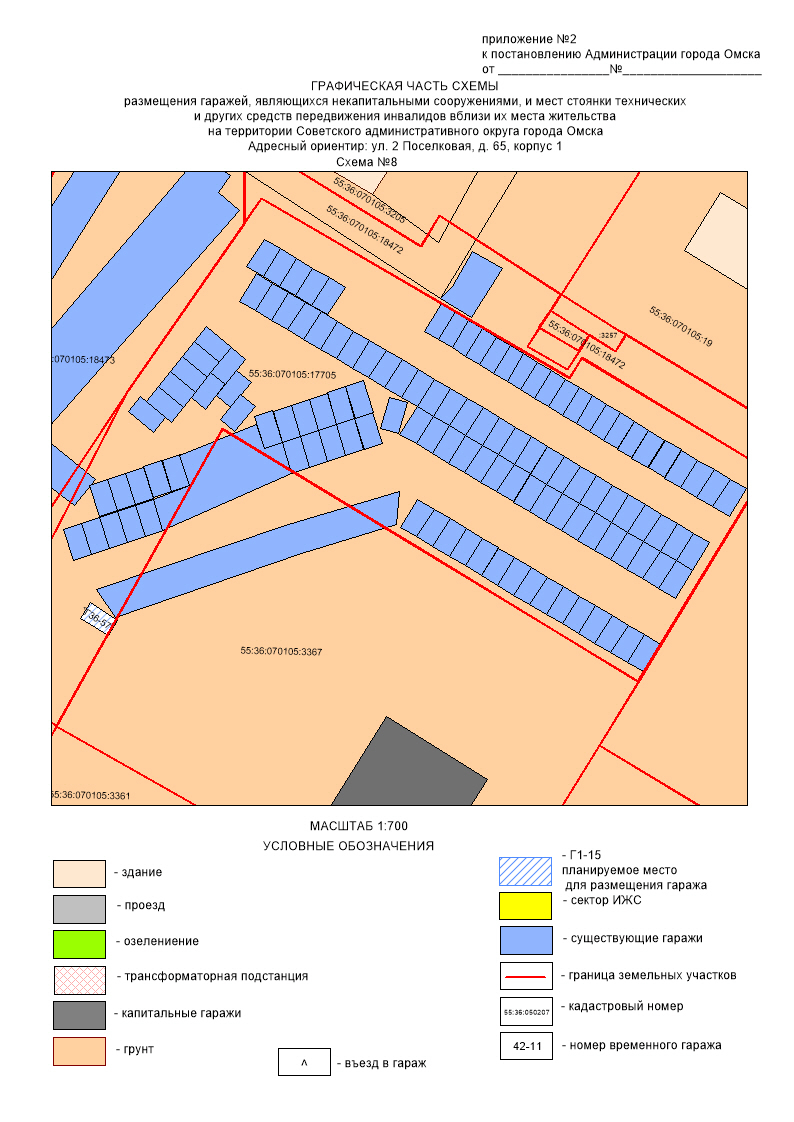 приложение №2
к постановлению Администрации города Омска
от ________________№____________________
ГРАФИЧЕСКАЯ ЧАСТЬ СХЕМЫ
размещения гаражей, являющихся некапитальными сооружениями, и мест стоянки технических
и других средств передвижения инвалидов вблизи их места жительства
на территории Советского административного округа города Омска
Адресный ориентир: ул. 2 Поселковая, д. 65, корпус 1
Схема №8
55:36:070105:3205
55:36:070105:18472
55:36:070105:19
:3257
55:36:070105:18472
:070105:18473
55:36:070105:17705
Г36-57
55:36:070105:3367
55:36:070105:3361
МАСШТАБ 1:700
УСЛОВНЫЕ ОБОЗНАЧЕНИЯ
- здание
- проезд
- озеленение
- трансформаторная подстанция
- капитальные гаражи
- грунт
^ - въезд в гараж
- Г1-15
планируемое место
для размещения гаража
- сектор ИЖС
- существующие гаражи
- граница земельных участков
55:36:050207 - кадастровый номер
42-11 - номер временного гаража